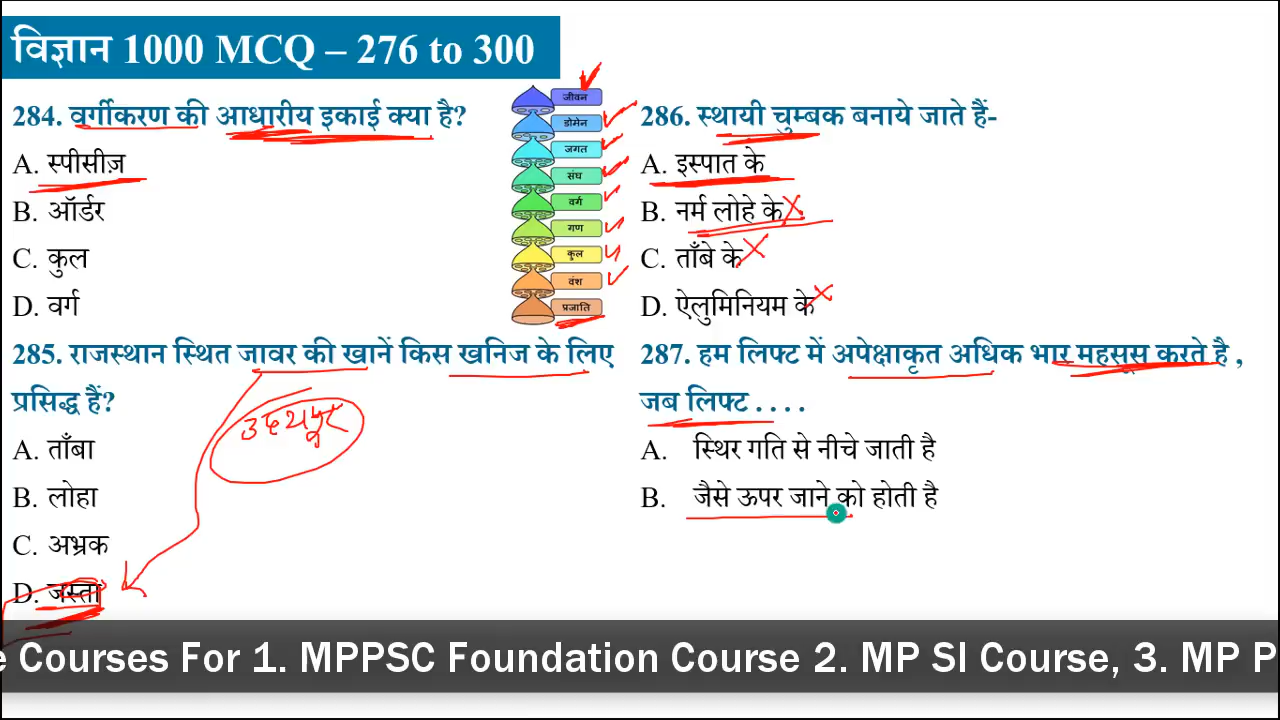 विज्ञान 1000 MCQ – 276 to 300
284. वर्गीकरण की आधारीय इकाई क्या है?
A. स्पीसीज़
B. ऑर्डर
C. कुल
D. वर्ग
जीवन
डोमेन
जगत
संघ
वर्ग
गण
कुल
वंश
प्रजाति
285. राजस्थान स्थित जावर की खानें किस खनिज के लिए
प्रसिद्ध हैं?
उदयपुर
A. ताँबा
B. लोहा
C. अभ्रक
D. जस्ता
286. स्थायी चुम्बक बनाये जाते हैं-
A. इस्पात के
B. नर्म लोहे के
C. ताँबे के
D. ऐलुमिनियम के
287. हम लिफ्ट में अपेक्षाकृत अधिक भार महसूस करते है ,
जब लिफ्ट . . . .
A. स्थिर गति से नीचे जाती है
B. जैसे ऊपर जाने को होती है
e Courses For 1. MPPSC Foundation Course 2. MP SI Course, 3. MP P